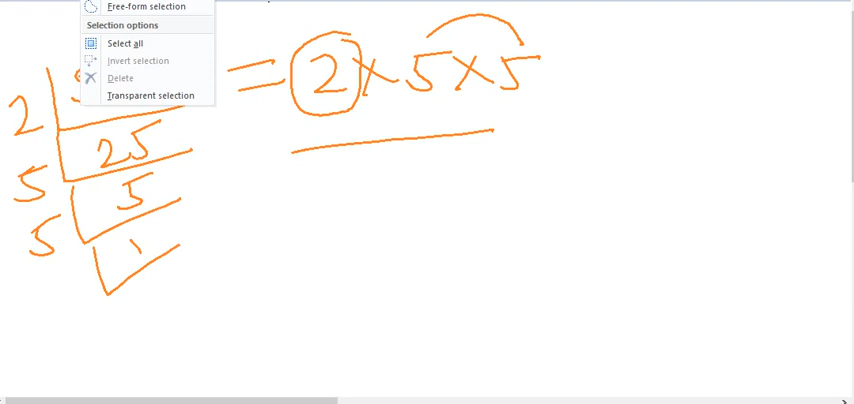 Free-form selection
Selection options
Select all
Invert selection
Delete
Transparent selection
= 2 × 5 × 5
2
25
5 5
5 1